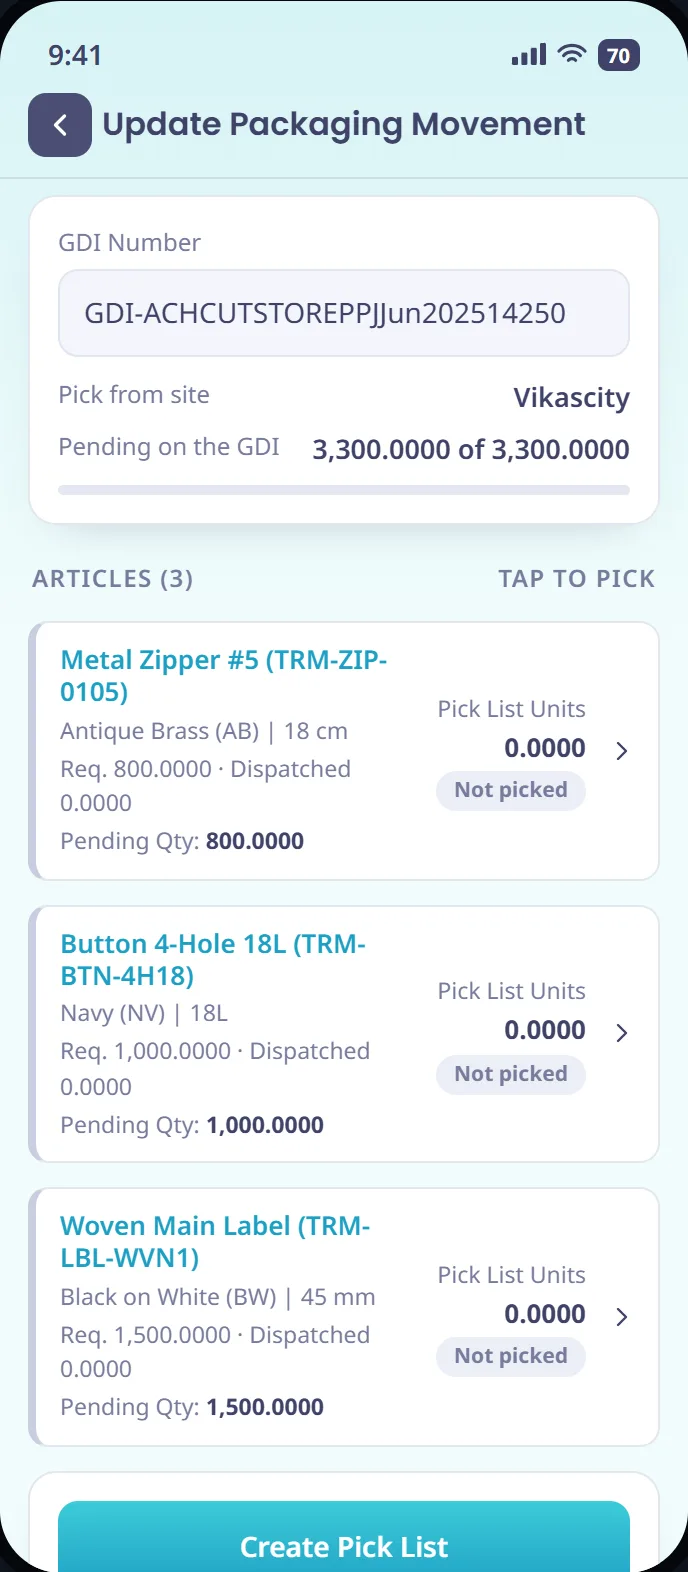 9:41
70
Update Packaging Movement
GDI Number
GDI-ACHCUTSTOREPPJJun202514250
Pick from site
Vikascity
Pending on the GDI
3,300.0000 of 3,300.0000
ARTICLES (3)
TAP TO PICK
Metal Zipper #5 (TRM-ZIP-
0105)
Antique Brass (AB) | 18 cm
Req. 800.0000 · Dispatched
0.0000
Pending Qty: 800.0000
Pick List Units
0.0000
Not picked
Button 4-Hole 18L (TRM-
BTN-4H18)
Navy (NV) | 18L
Req. 1,000.0000 · Dispatched
0.0000
Pending Qty: 1,000.0000
Pick List Units
0.0000
Not picked
Woven Main Label (TRM-
LBL-WVN1)
Black on White (BW) | 45 mm
Req. 1,500.0000 · Dispatched
0.0000
Pending Qty: 1,500.0000
Pick List Units
0.0000
Not picked
Create Pick List